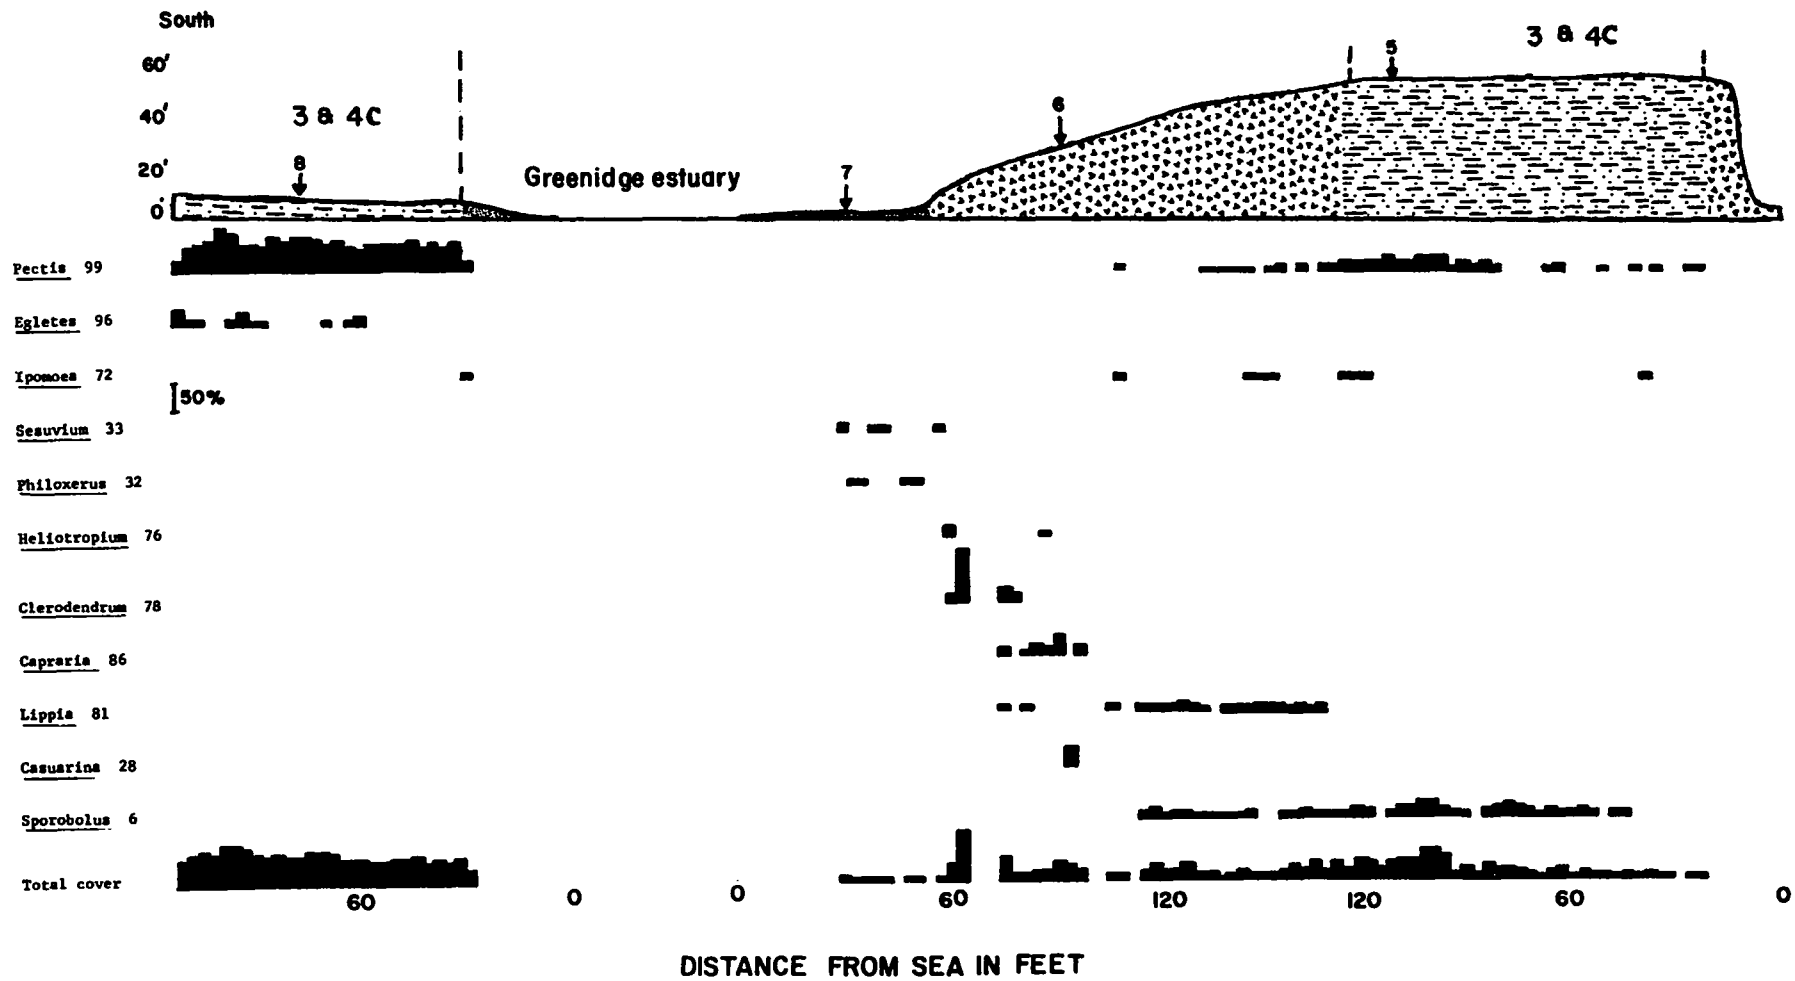 South
60'
40'
20'
0'
3 & 4C
8
Greenidge estuary
7
6
5
3 & 4C
Pectis 99
Egletes 96
Ipomoea 72
50%
Sesuvium 33
Philoxerus 32
Heliotropium 76
Clerodendrum 78
Capraria 86
Lippia 81
Casuarina 28
Sporobolus 6
Total cover
60 0 0 60 120 120 60 0
DISTANCE FROM SEA IN FEET